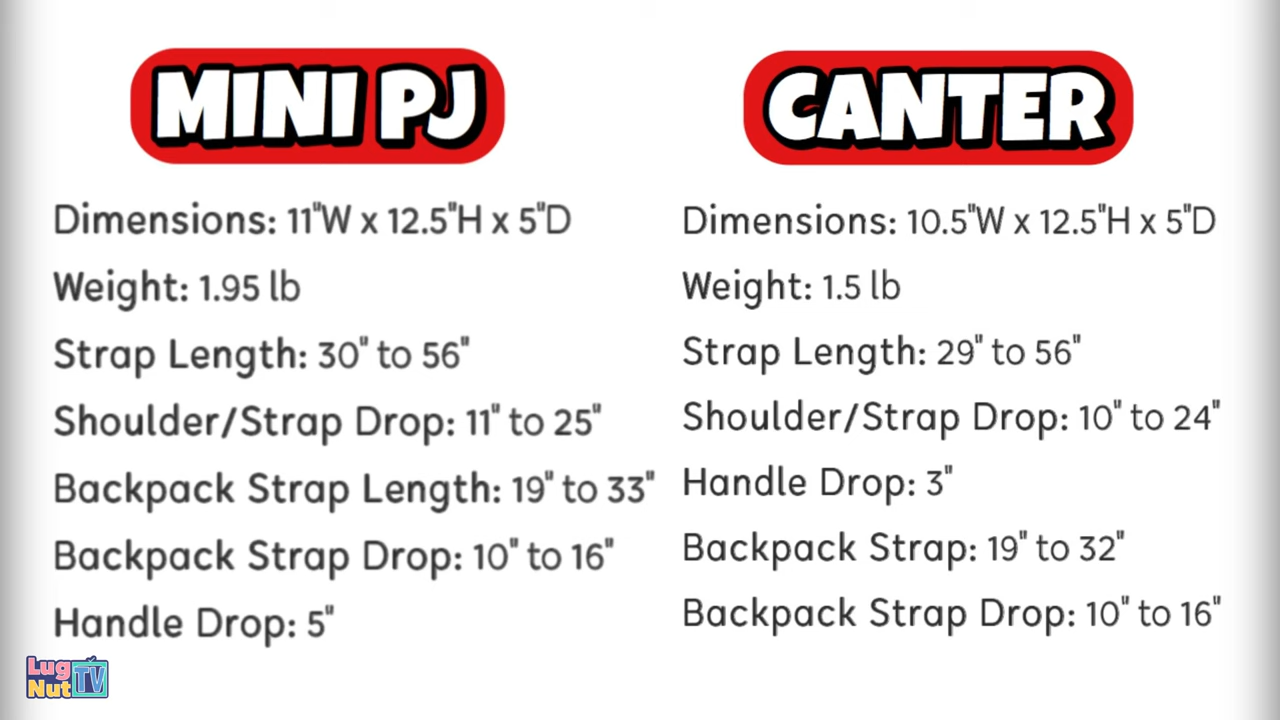 MINI PJ
Dimensions: 11"W x 12.5"H x 5"D
Weight: 1.95 lb
Strap Length: 30" to 56"
Shoulder/Strap Drop: 11" to 25"
Backpack Strap Length: 19" to 33"
Backpack Strap Drop: 10" to 16"
Handle Drop: 5"
CANTER
Dimensions: 10.5"W x 12.5"H x 5"D
Weight: 1.5 lb
Strap Length: 29" to 56"
Shoulder/Strap Drop: 10" to 24"
Handle Drop: 3"
Backpack Strap: 19" to 32"
Backpack Strap Drop: 10" to 16"
Lug
Nut TV